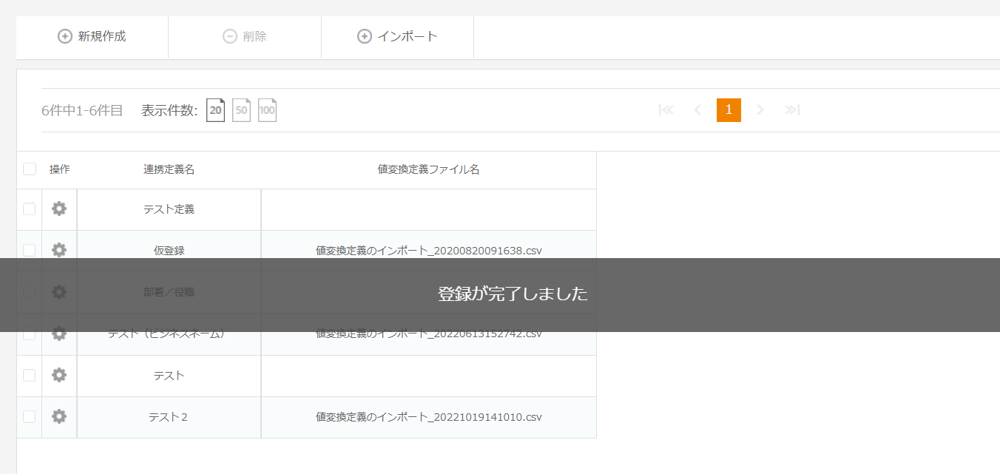 新規作成 削除 インポート
6件中1-6件目 表示件数: 20 50 100 1
操作 連携定義名 値変換定義ファイル名
テスト定義
仮登録 値変換定義のインポート_20200820091638.csv
部署／役職
登録が完了しました
テスト（ビジネスネーム） 値変換定義のインポート_20220613152742.csv
テスト
テスト２ 値変換定義のインポート_20221019141010.csv